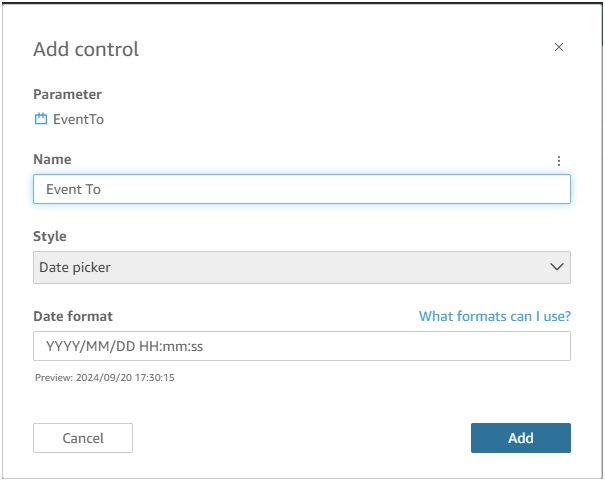 Add control
Parameter
EventTo
Name
Event To
Style
Date picker
Date format What formats can I use?
YYYY/MM/DD HH:mm:ss
Preview: 2024/09/20 17:30:15
Cancel Add